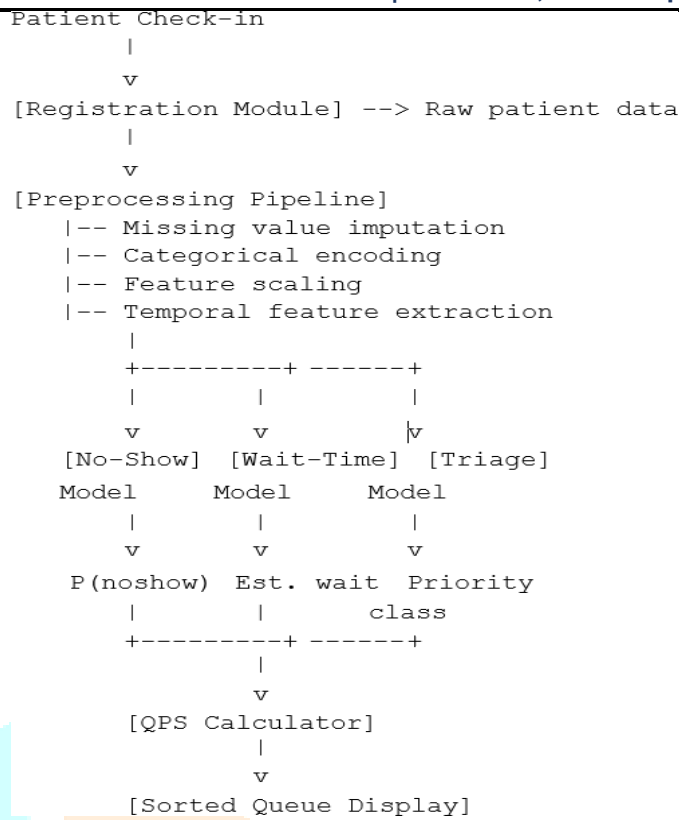 Patient Check-in
|
v
[Registration Module] --> Raw patient data
|
v
[Preprocessing Pipeline]
|-- Missing value imputation
|-- Categorical encoding
|-- Feature scaling
|-- Temporal feature extraction
|
+---------+ ------+
| | |
v v v
[No-Show] [Wait-Time] [Triage]
Model Model Model
| | |
v v v
P(noshow) Est. wait Priority
| | class
+---------+ ------+
|
v
[QPS Calculator]
|
v
[Sorted Queue Display]